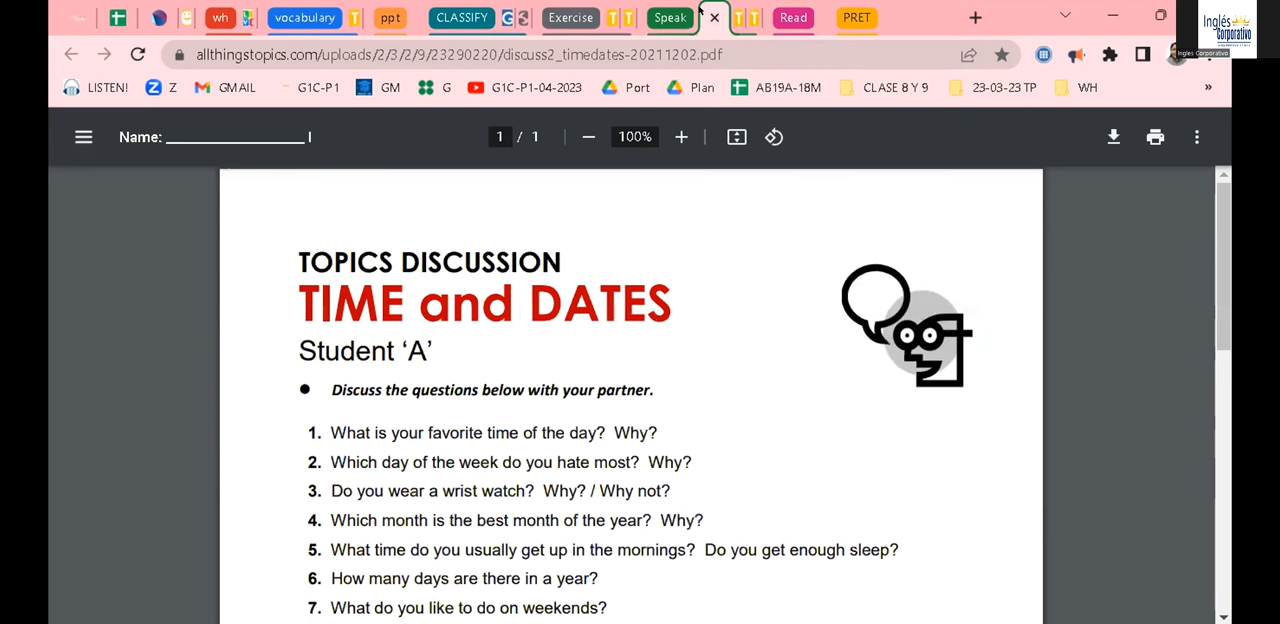 wh vocabulary T ppt CLASSIFY G S Exercise T T Speak T T Read PRET
Inglés
Corporativo
Ingles Corporativo
allthingstopics.com/uploads/2/3/2/9/23290220/discuss2_timedates-20211202.pdf
LISTEN! Z Z GMAIL G1C-P1 GM G G1C-P1-04-2023 Port Plan AB19A-18M CLASE 8 Y 9 23-03-23 TP WH »
Name: ________________ l 1 / 1 100%
TOPICS DISCUSSION
TIME and DATES
Student ‘A’
● Discuss the questions below with your partner.
1. What is your favorite time of the day? Why?
2. Which day of the week do you hate most? Why?
3. Do you wear a wrist watch? Why? / Why not?
4. Which month is the best month of the year? Why?
5. What time do you usually get up in the mornings? Do you get enough sleep?
6. How many days are there in a year?
7. What do you like to do on weekends?